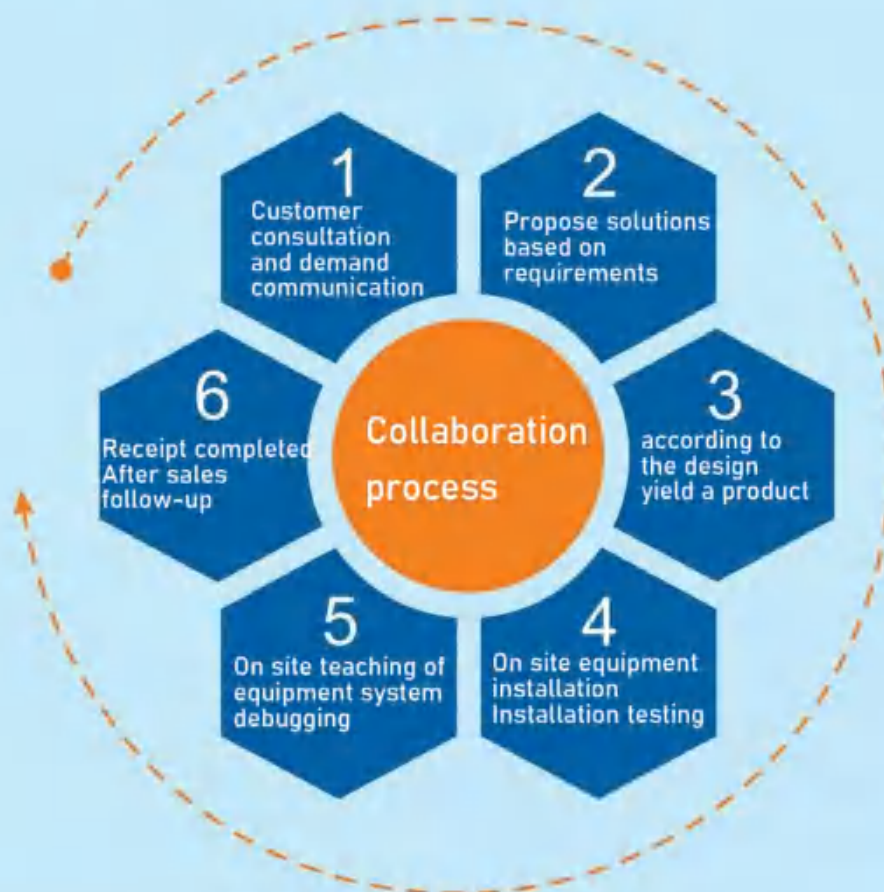 1
Customer
consultation
and demand
communication
2
Propose solutions
based on
requirements
3
according to
the design
yield a product
4
On site equipment
installation
Installation testing
5
On site teaching of
equipment system
debugging
6
Receipt completed
After sales
follow-up
Collaboration
process